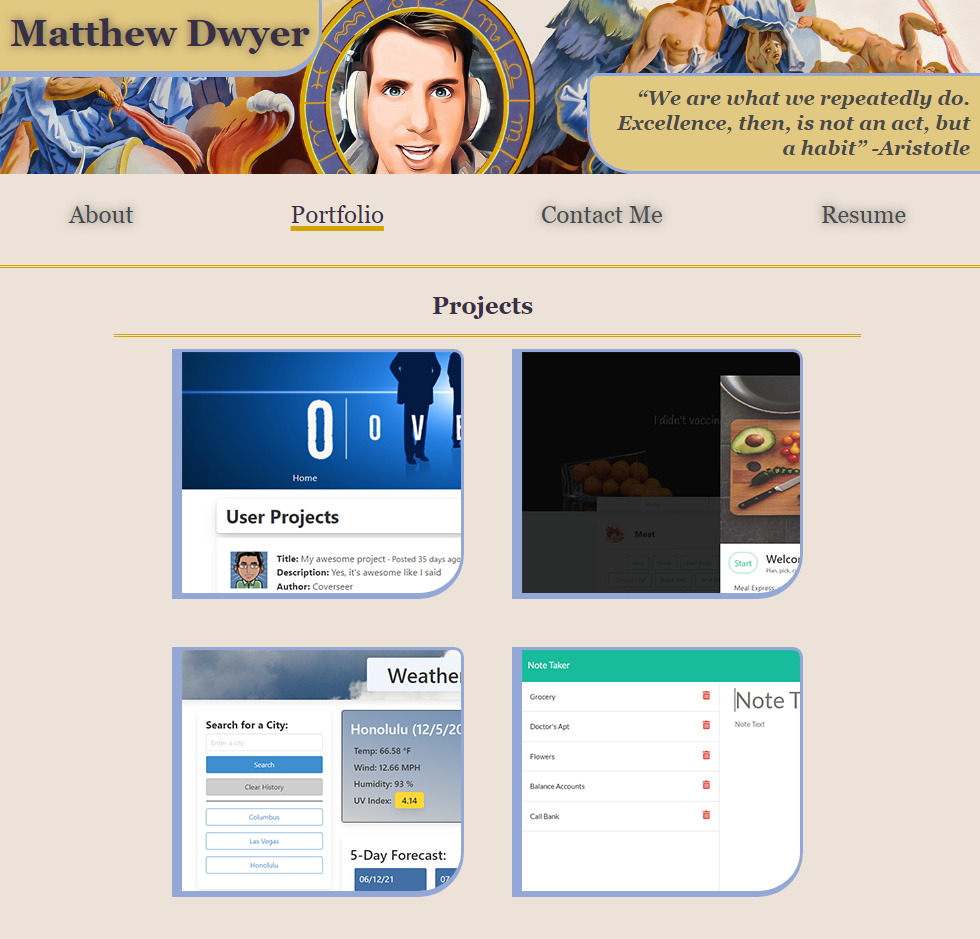 Matthew Dwyer
“We are what we repeatedly do.
Excellence, then, is not an act, but
a habit” -Aristotle
About
Portfolio
Contact Me
Resume
Projects
O O V E
Home
User Projects
Title: My awesome project - Posted 35 days ago
Description: Yes, it's awesome like I said
Author: Coverseer
I didn't vaccin
Meat
Start
Welco
Plan, pick,
Meal Express
Weather
Search for a City:
Enter a city
Search
Clear History
Columbus
Las Vegas
Honolulu
Honolulu (12/5/20
Temp: 66.58 °F
Wind: 12.66 MPH
Humidity: 93 %
UV Index: 4.14
5-Day Forecast:
06/12/21
07
Note Taker
Grocery
Doctor's Apt
Flowers
Balance Accounts
Call Bank
Note T
Note Text